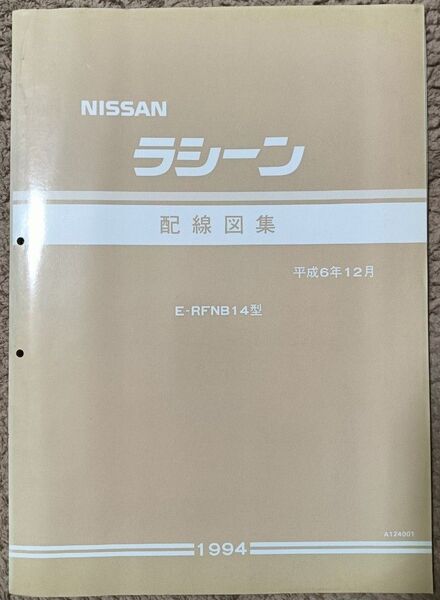 NISSAN
ラシーン
配線図集
平成6年12月
E-RFNB14型
A124001
1994